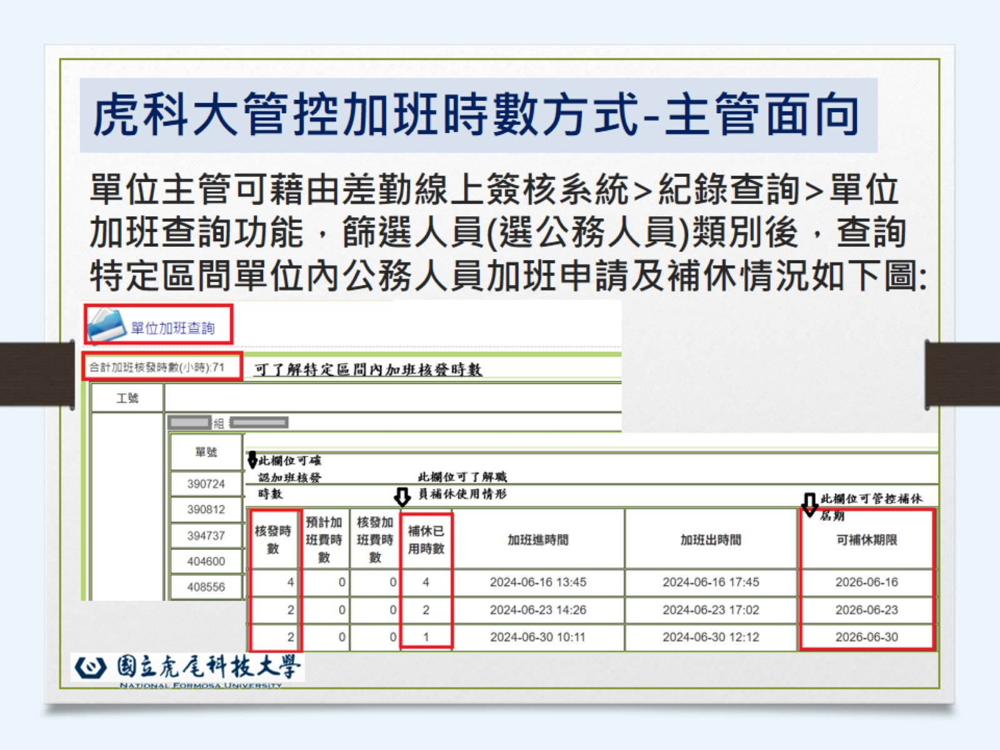 虎科大管控加班時數方式-主管面向
單位主管可藉由差勤線上簽核系統>紀錄查詢>單位
加班查詢功能，篩選人員(選公務人員)類別後，查詢
特定區間單位內公務人員加班申請及補休情況如下圖:
單位加班查詢
合計加班核發時數(小時):71
可了解特定區間內加班核發時數
工號
組
單號
390724
390812
394737
404600
408556
此欄位可確
認加班核發
時數
此欄位可了解職
員補休使用情形
此欄位可管控補休
屆期
核發時
數
預計加
班費時
數
核發加
班費時
數
補休已
用時數
加班進時間
加班出時間
可補休期限
4 0 0 4 2024-06-16 13:45 2024-06-16 17:45 2026-06-16
2 0 0 2 2024-06-23 14:26 2024-06-23 17:02 2026-06-23
2 0 0 1 2024-06-30 10:11 2024-06-30 12:12 2026-06-30
國立虎尾科技大學
NATIONAL FORMOSA UNIVERSITY